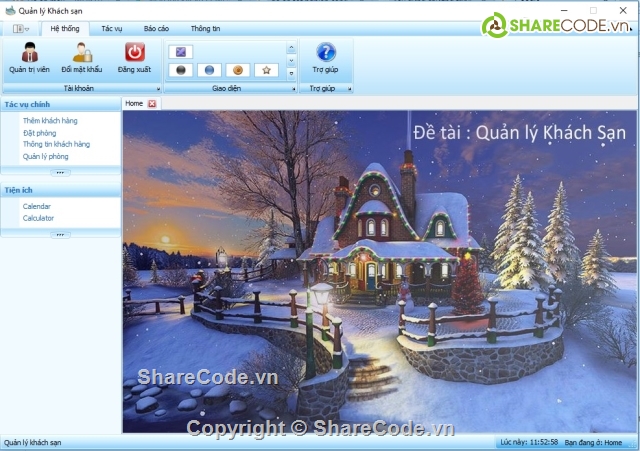 Quản lý Khách sạn
SHARECODE.vn
Hệ thống
Tác vụ
Báo cáo
Thông tin
Quản trị viên
Đổi mật khẩu
Đăng xuất
Trợ giúp
Tài khoản
Giao diện
Trợ giúp
Tác vụ chính
Thêm khách hàng
Đặt phòng
Thông tin khách hàng
Quản lý phòng
Tiện ích
Calendar
Calculator
Home
Đề tài : Quản lý Khách Sạn
ShareCode.vn
Copyright © ShareCode.vn
Quản lý khách sạn
Lúc này: 11:52:58
Bạn đang ở: Home